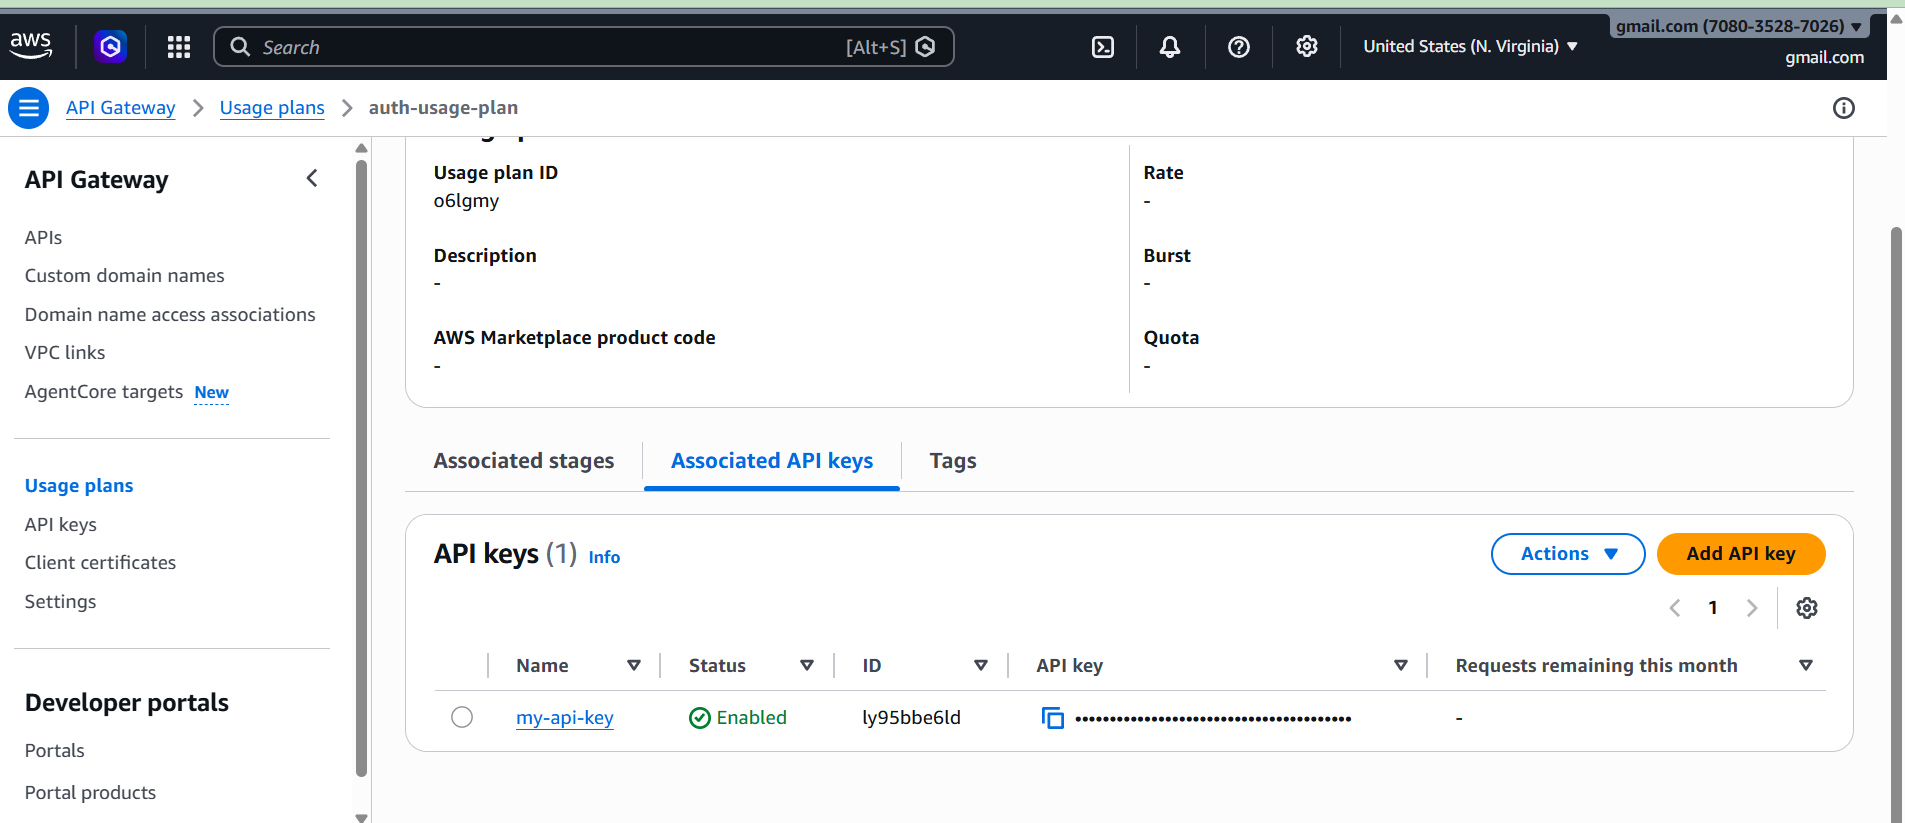 aws
Search
[Alt+S]
United States (N. Virginia)
gmail.com (7080-3528-7026)
gmail.com
API Gateway
Usage plans
auth-usage-plan
API Gateway
APIs
Custom domain names
Domain name access associations
VPC links
AgentCore targets New
Usage plans
API keys
Client certificates
Settings
Developer portals
Portals
Portal products
Usage plan ID
o6lgmy
Description
-
AWS Marketplace product code
-
Rate
-
Burst
-
Quota
-
Associated stages
Associated API keys
Tags
API keys (1) Info
Actions
Add API key
1
Name Status ID API key Requests remaining this month
my-api-key Enabled ly95bbe6ld •••••••••••••••••••••••••••••••••••••••• -